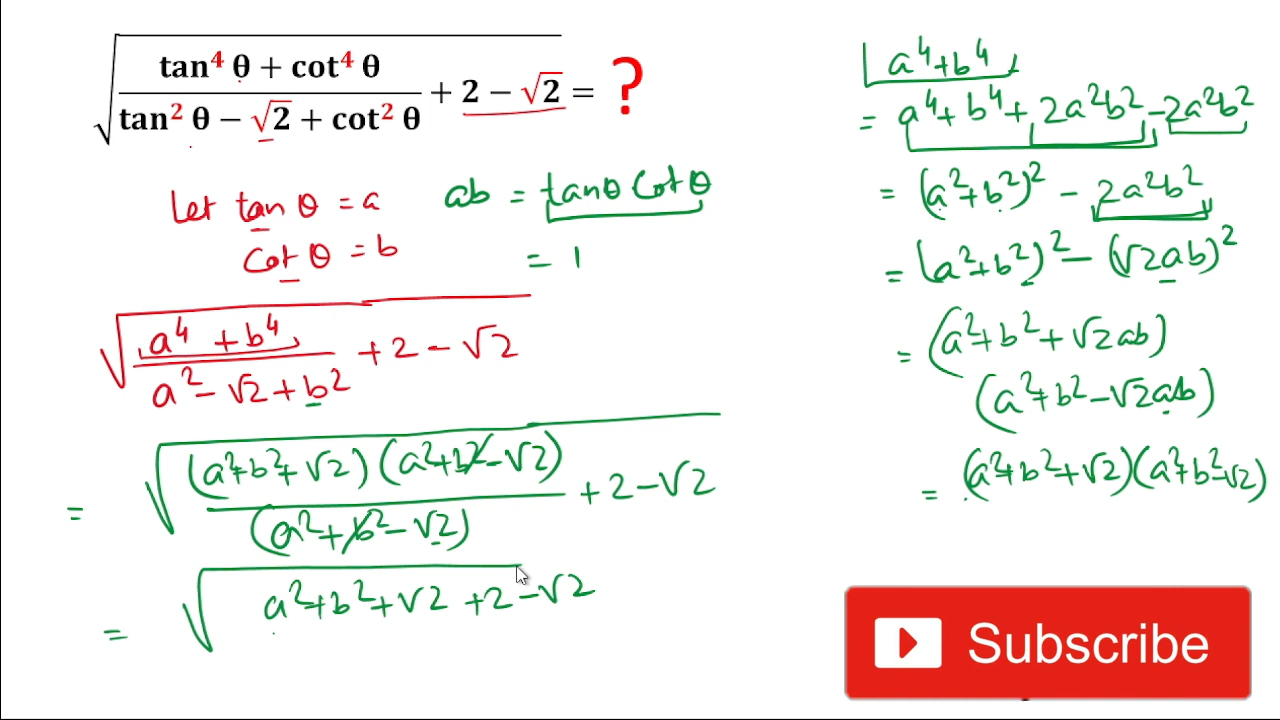 √((tan⁴ θ + cot⁴ θ)/(tan² θ − √2 + cot² θ) + 2 − √2) = ?
Let tan θ = a
cot θ = b
ab = tanθ cot θ
= 1
√((a⁴ + b⁴)/(a² − √2 + b²) + 2 − √2)
= √((a²+b²+√2)(a²+b²−√2)/(a²+b²−√2) + 2 − √2)
= √(a²+b²+√2 + 2 − √2)
a⁴+b⁴
= a⁴+b⁴+2a²b²−2a²b²
= (a²+b²)² − 2a²b²
= (a²+b²)² − (√2ab)²
= (a²+b²+√2ab)
(a²+b²−√2ab)
= (a²+b²+√2)(a²+b²−√2)
Subscribe